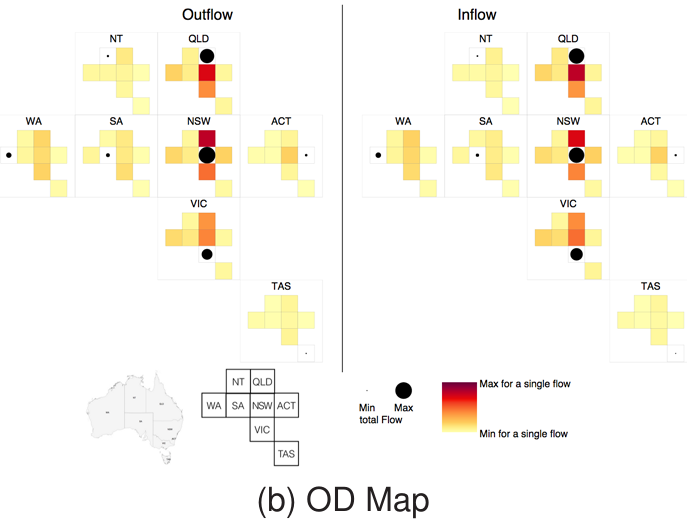 Outflow Inflow
NT QLD NT QLD
WA SA NSW ACT WA SA NSW ACT
VIC VIC
TAS TAS
NT QLD
WA SA NSW ACT
VIC
TAS
Min Max
total Flow
Max for a single flow
Min for a single flow
(b) OD Map